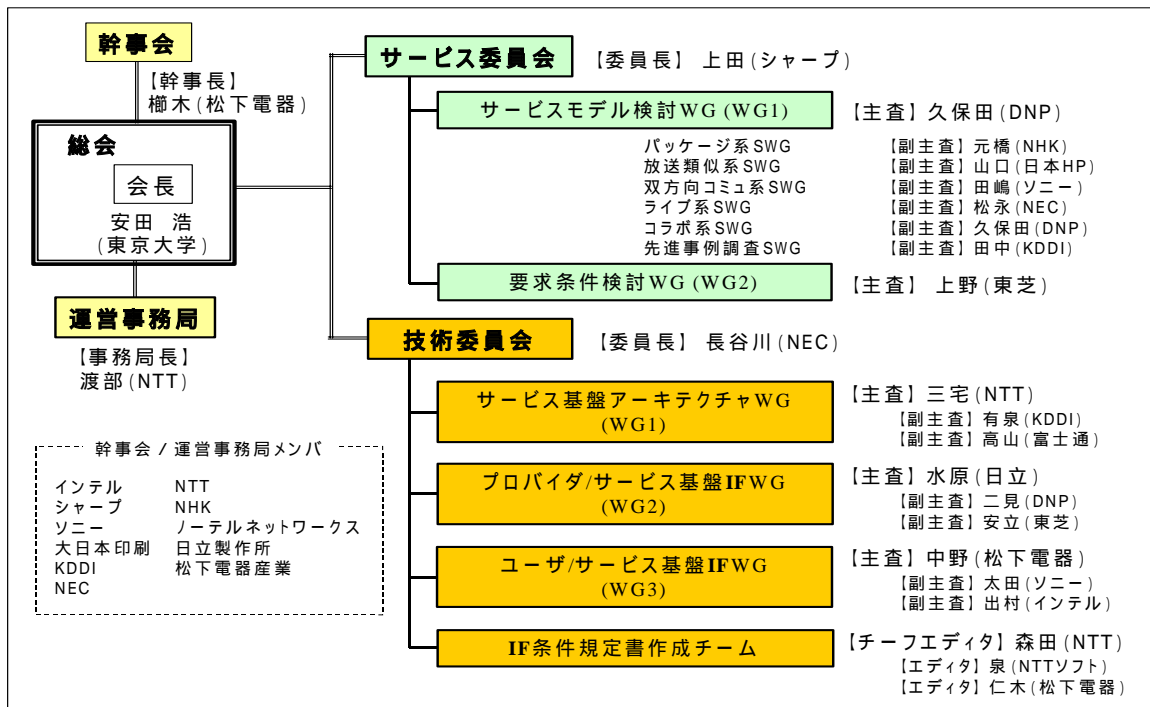 幹事会
【幹事長】
櫛木(松下電器)
総会
会長
安田 浩
(東京大学)
運営事務局
【事務局長】
渡部(NTT)
幹事会 / 運営事務局メンバ
インテル NTT
シャープ NHK
ソニー ノーテルネットワークス
大日本印刷 日立製作所
KDDI 松下電器産業
NEC
サービス委員会 【委員長】 上田(シャープ)
サービスモデル検討WG (WG1) 【主査】久保田(DNP)
パッケージ系SWG 【副主査】元橋(NHK)
放送類似系SWG 【副主査】山口(日本HP)
双方向コミュ系SWG 【副主査】田嶋(ソニー)
ライブ系SWG 【副主査】松永(NEC)
コラボ系SWG 【副主査】久保田(DNP)
先進事例調査SWG 【副主査】田中(KDDI)
要求条件検討WG (WG2) 【主査】 上野(東芝)
技術委員会 【委員長】 長谷川(NEC)
サービス基盤アーキテクチャWG
(WG1)
【主査】三宅(NTT)
【副主査】有泉(KDDI)
【副主査】高山(富士通)
プロバイダ/サービス基盤IFWG
(WG2)
【主査】水原(日立)
【副主査】二見(DNP)
【副主査】安立(東芝)
ユーザ/サービス基盤IFWG
(WG3)
【主査】中野(松下電器)
【副主査】太田(ソニー)
【副主査】出村(インテル)
IF条件規定書作成チーム
【チーフエディタ】森田(NTT)
【エディタ】泉(NTTソフト)
【エディタ】仁木(松下電器)